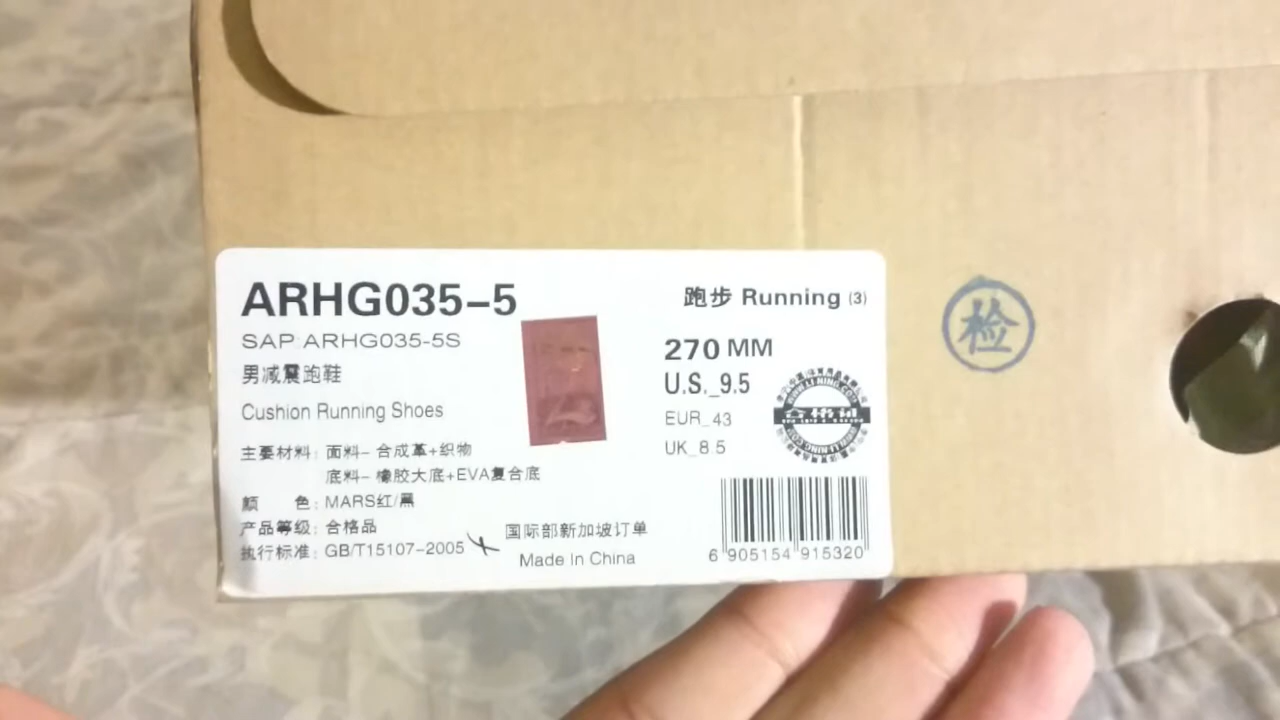 ARHG035-5
跑步 Running (3)
SAP:ARHG035-5S
男减震跑鞋
Cushion Running Shoes
270 MM
U.S._9.5
EUR_43
UK_8.5
主要材料: 面料- 合成革+织物
底料- 橡胶大底+EVA复合底
颜 色: MARS红/黑
产品等级: 合格品
执行标准: GB/T15107-2005
国际部新加坡订单
Made In China
6 905154 915320
检